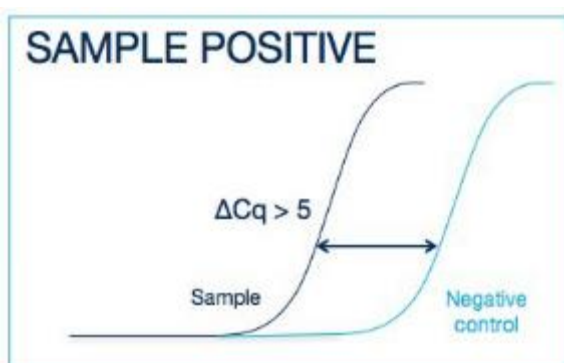 SAMPLE POSITIVE
ΔCq > 5
Sample
Negative
control